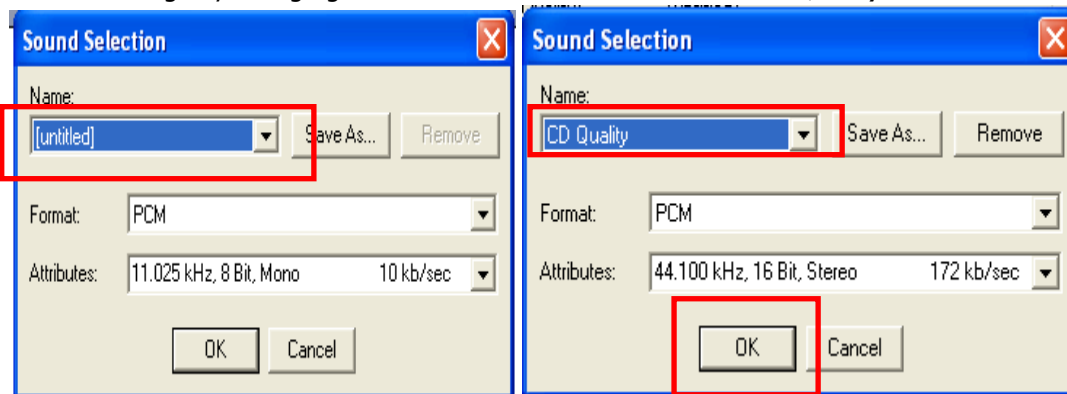 Sound Selection
Name:
[untitled]
Save As...
Remove
Format:
PCM
Attributes:
11.025 kHz, 8 Bit, Mono 10 kb/sec
OK
Cancel
Sound Selection
Name:
CD Quality
Save As...
Remove
Format:
PCM
Attributes:
44.100 kHz, 16 Bit, Stereo 172 kb/sec
OK
Cancel